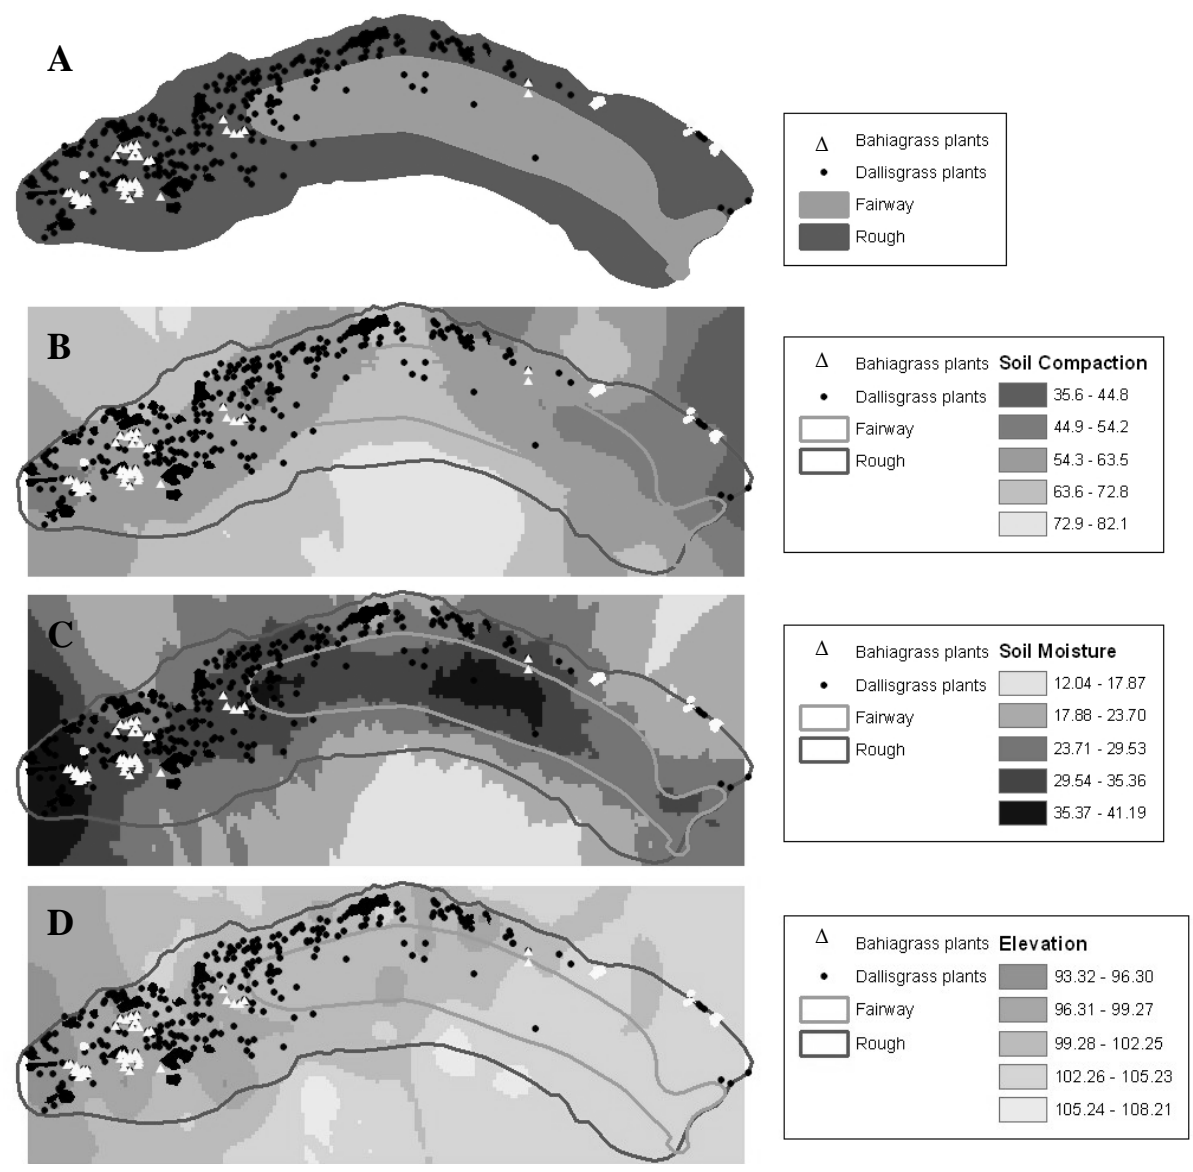 A
Δ Bahiagrass plants
Dallisgrass plants
Fairway
Rough
B
Δ Bahiagrass plants Soil Compaction
Dallisgrass plants 35.6 - 44.8
Fairway 44.9 - 54.2
Rough 54.3 - 63.5
63.6 - 72.8
72.9 - 82.1
C
Δ Bahiagrass plants Soil Moisture
Dallisgrass plants 12.04 - 17.87
Fairway 17.88 - 23.70
Rough 23.71 - 29.53
29.54 - 35.36
35.37 - 41.19
D
Δ Bahiagrass plants Elevation
Dallisgrass plants 93.32 - 96.30
Fairway 96.31 - 99.27
Rough 99.28 - 102.25
102.26 - 105.23
105.24 - 108.21